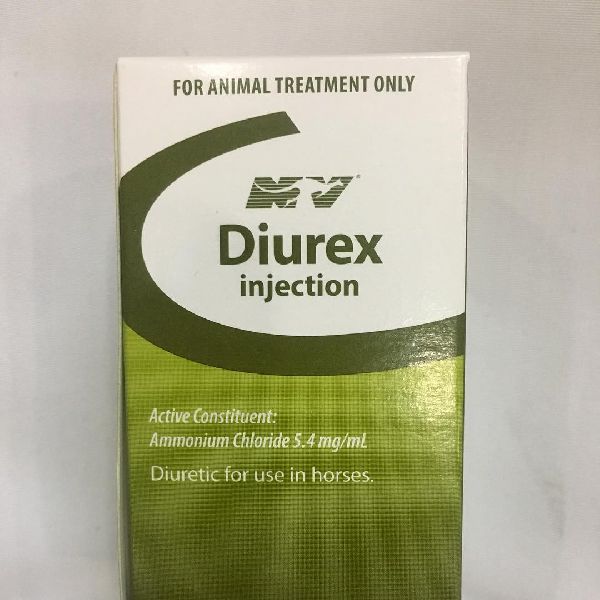 FOR ANIMAL TREATMENT ONLY
NV®
Diurex
injection
Active Constituent:
Ammonium Chloride 5.4 mg/mL
Diuretic for use in horses.